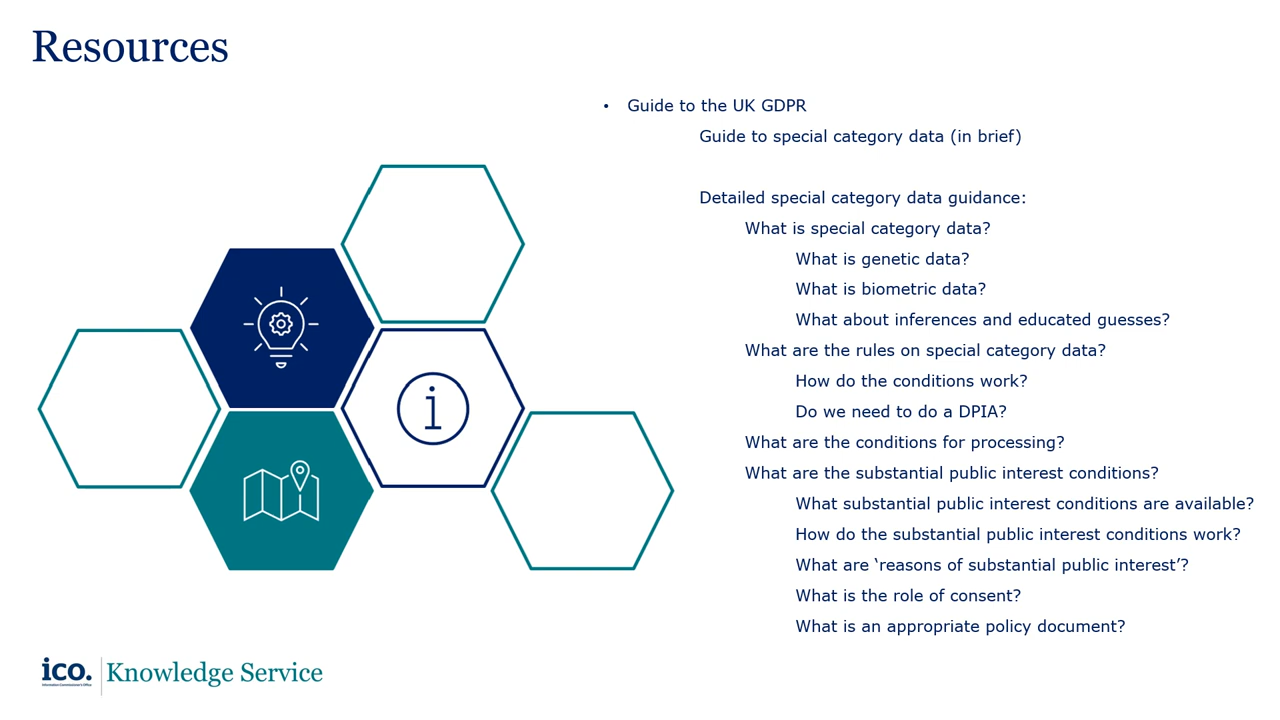 Resources
• Guide to the UK GDPR
Guide to special category data (in brief)
Detailed special category data guidance:
What is special category data?
What is genetic data?
What is biometric data?
What about inferences and educated guesses?
What are the rules on special category data?
How do the conditions work?
Do we need to do a DPIA?
What are the conditions for processing?
What are the substantial public interest conditions?
What substantial public interest conditions are available?
How do the substantial public interest conditions work?
What are ‘reasons of substantial public interest’?
What is the role of consent?
What is an appropriate policy document?
ico.
Information Commissioner's Office
Knowledge Service